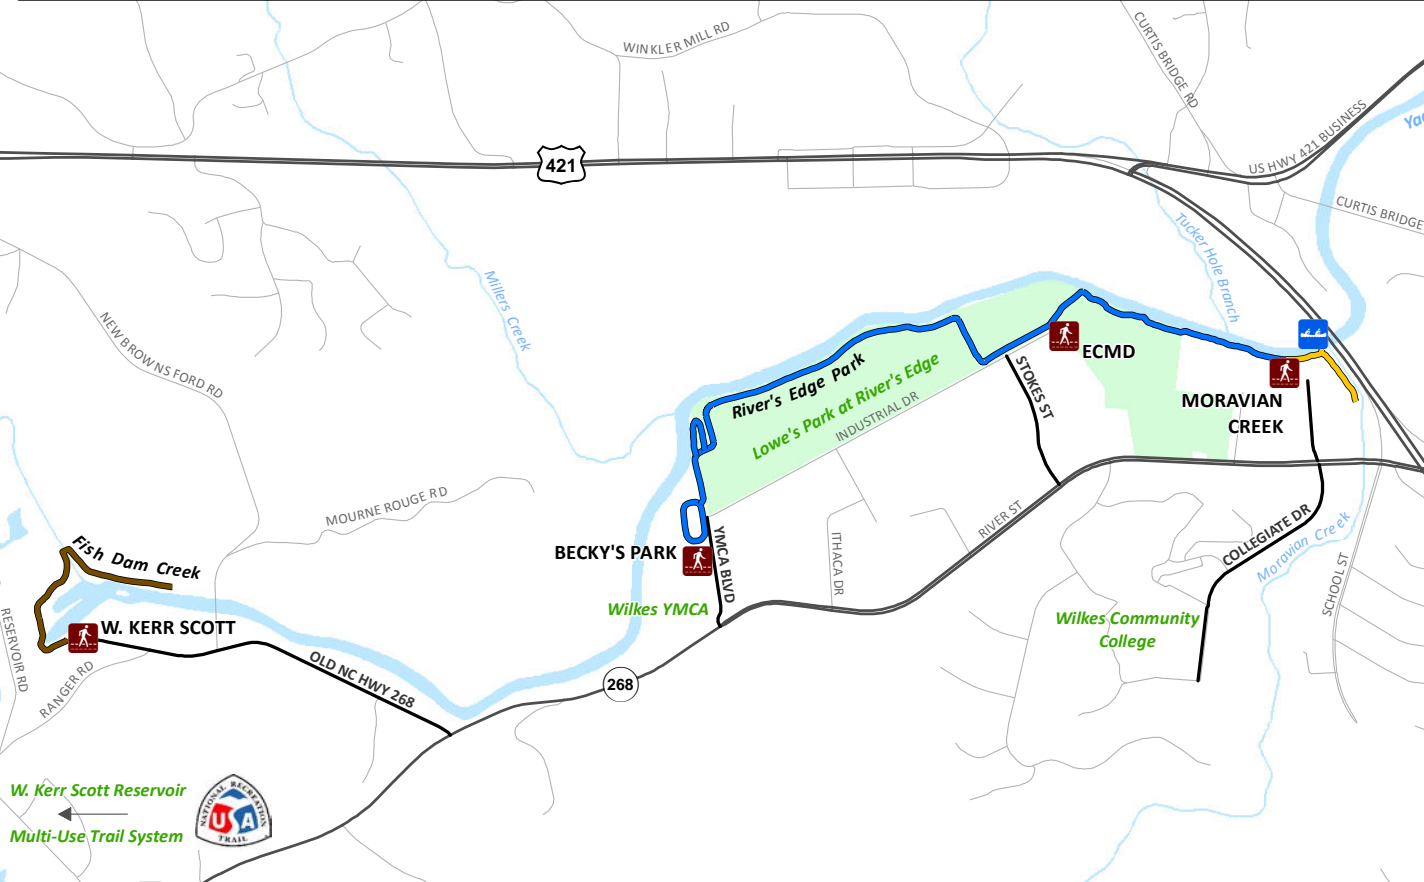 WINKLER MILL RD
CURTIS BRIDGE RD
421
US HWY 421 BUSINESS
CURTIS BRIDGE
Tucker Hole Branch
Millers Creek
NEW BROWNS FORD RD
ECMD
River's Edge Park
Lowe's Park at River's Edge
INDUSTRIAL DR
STOKES ST
MORAVIAN
CREEK
MOURNE ROUGE RD
RIVER ST
ITHACA DR
COLLEGIATE DR
Moravian Creek
SCHOOL ST
Fish Dam Creek
BECKY'S PARK
YMCA BLVD
Wilkes YMCA
Wilkes Community
College
RESERVOIR RD
W. KERR SCOTT
RANGER RD
OLD NC HWY 268
268
W. Kerr Scott Reservoir
Multi-Use Trail System
NATIONAL RECREATION
USA
TRAIL